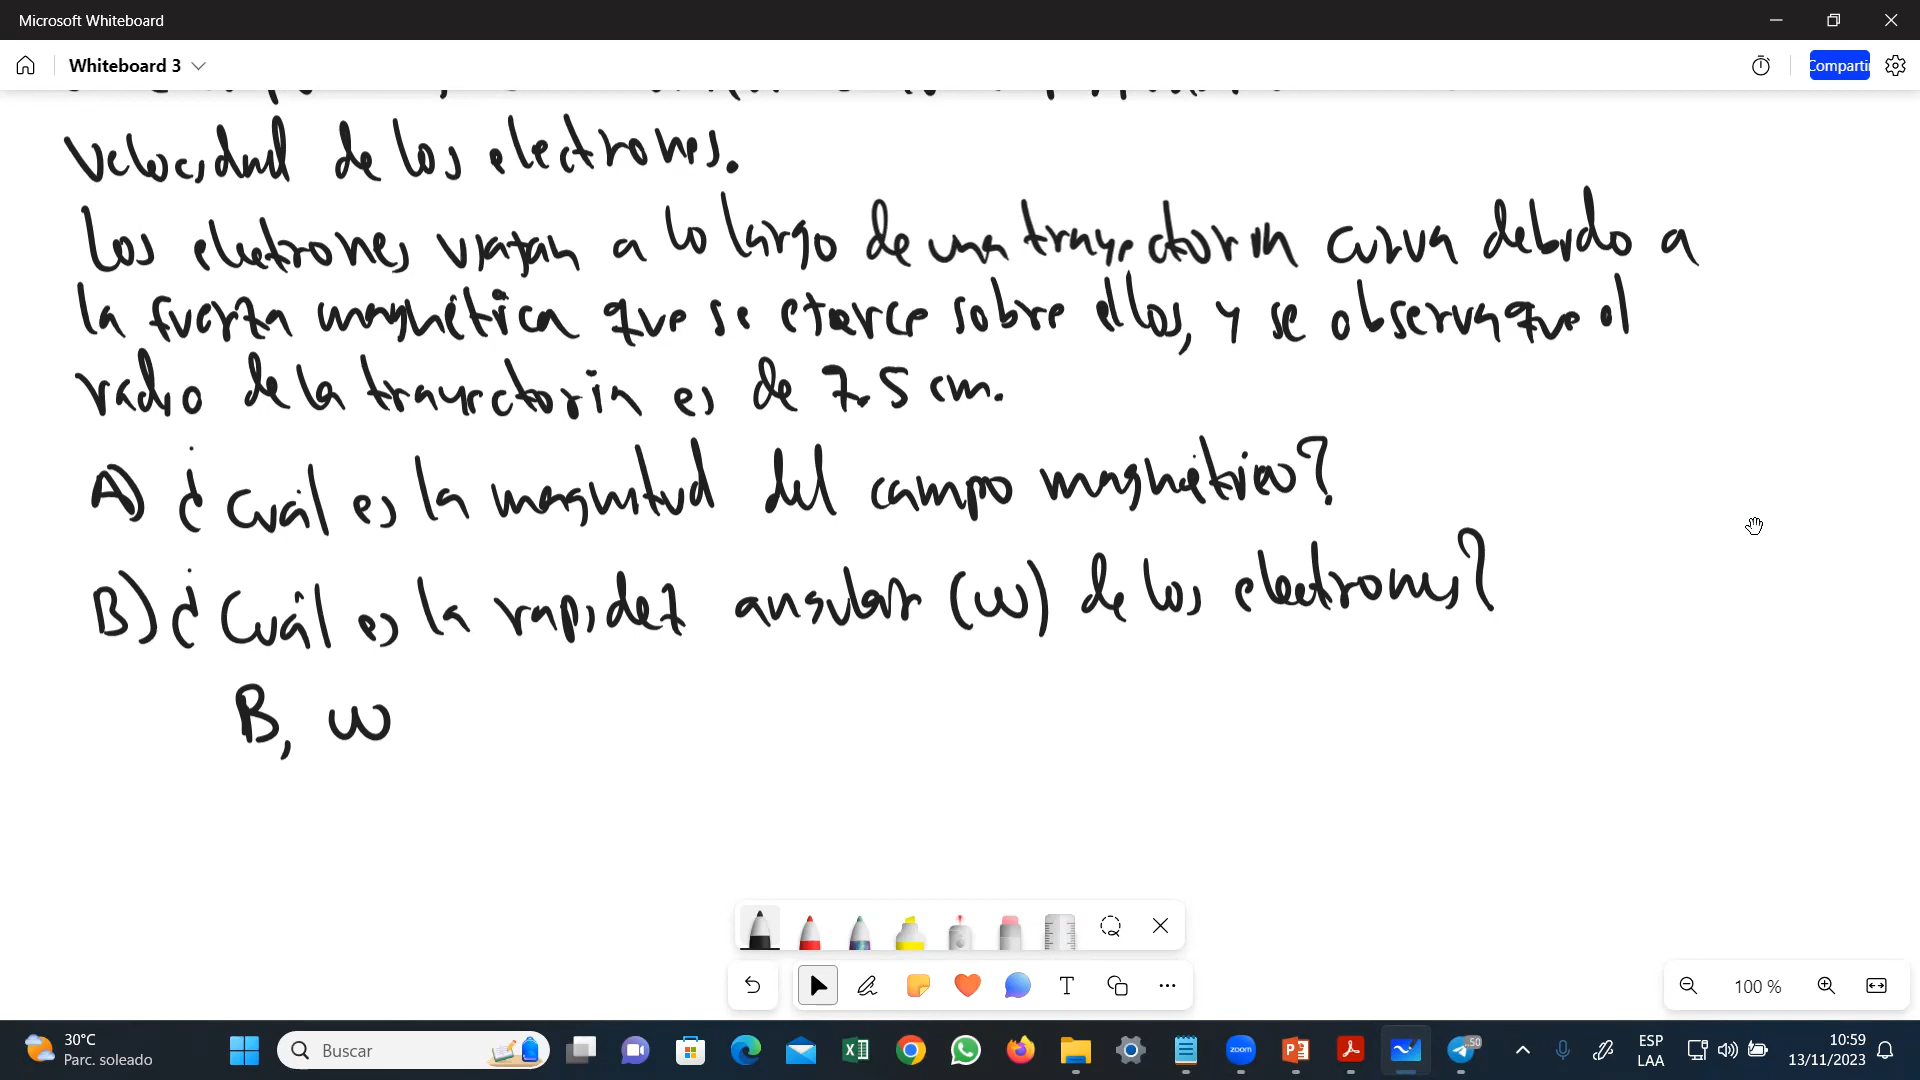 Microsoft Whiteboard
Whiteboard 3
Comparti
velocidad de los electrones.
Los electrones viajan a lo largo de una trayectoria curva debido a
la fuerza magnética que se ejerce sobre ellos, y se observa que el
radio de la trayectoria es de 7.5 cm.
A) ¿Cuál es la magnitud del campo magnético?
B) ¿Cuál es la rapidez angular (ω) de los electrones?
B, ω
100 %
30°C
Parc. soleado
Buscar
zoom
50
ESP
LAA
10:59
13/11/2023